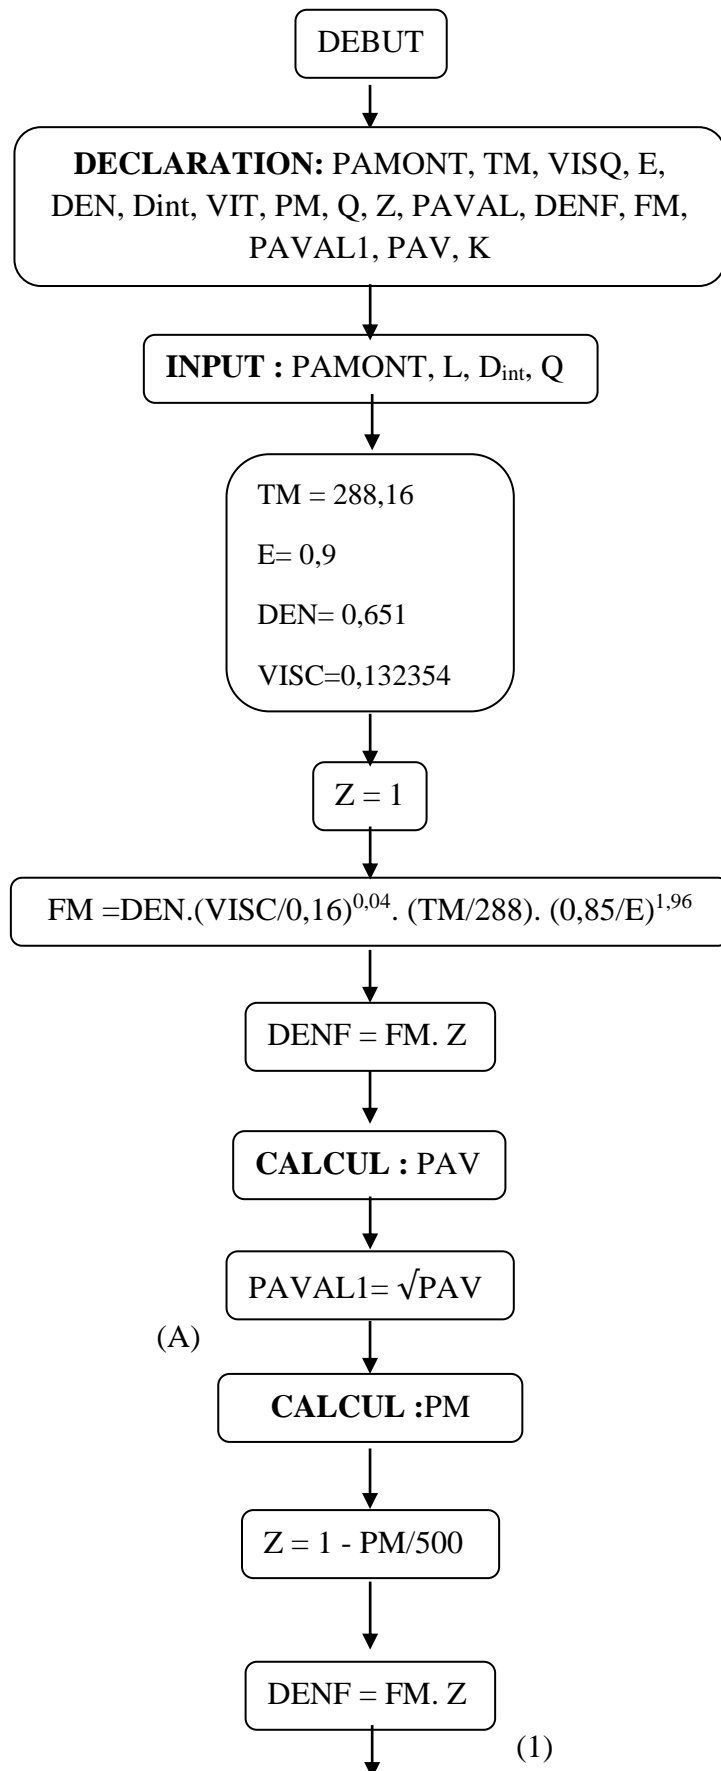 DEBUT
DECLARATION: PAMONT, TM, VISQ, E,
DEN, Dint, VIT, PM, Q, Z, PAVAL, DENF, FM,
PAVAL1, PAV, K
INPUT : PAMONT, L, Dint, Q
TM = 288,16
E= 0,9
DEN= 0,651
VISC=0,132354
Z = 1
FM =DEN.(VISC/0,16)^0,04. (TM/288). (0,85/E)^1,96
DENF = FM. Z
CALCUL : PAV
PAVAL1= √PAV
(A)
CALCUL :PM
Z = 1 - PM/500
DENF = FM. Z
(1)